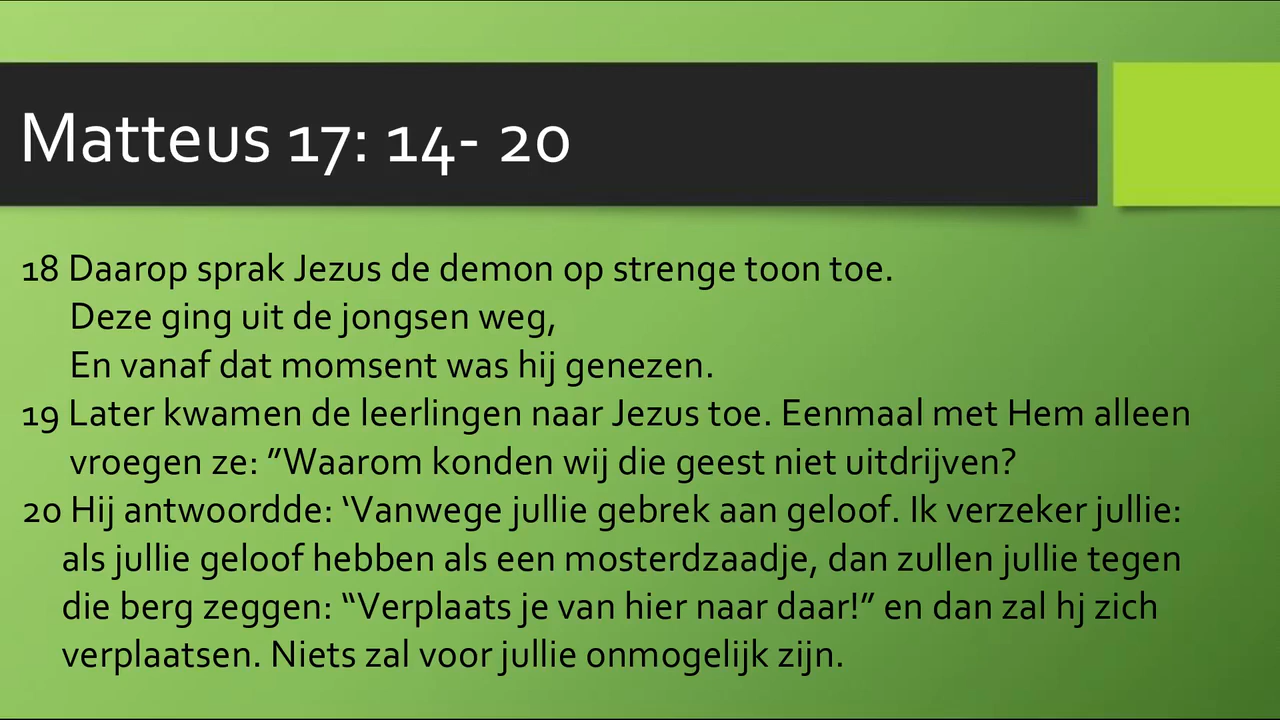 Matteus 17: 14- 20
18 Daarop sprak Jezus de demon op strenge toon toe.
Deze ging uit de jongsen weg,
En vanaf dat momsent was hij genezen.
19 Later kwamen de leerlingen naar Jezus toe. Eenmaal met Hem alleen
vroegen ze: ”Waarom konden wij die geest niet uitdrijven?
20 Hij antwoordde: ‘Vanwege jullie gebrek aan geloof. Ik verzeker jullie:
als jullie geloof hebben als een mosterdzaadje, dan zullen jullie tegen
die berg zeggen: “Verplaats je van hier naar daar!” en dan zal hj zich
verplaatsen. Niets zal voor jullie onmogelijk zijn.